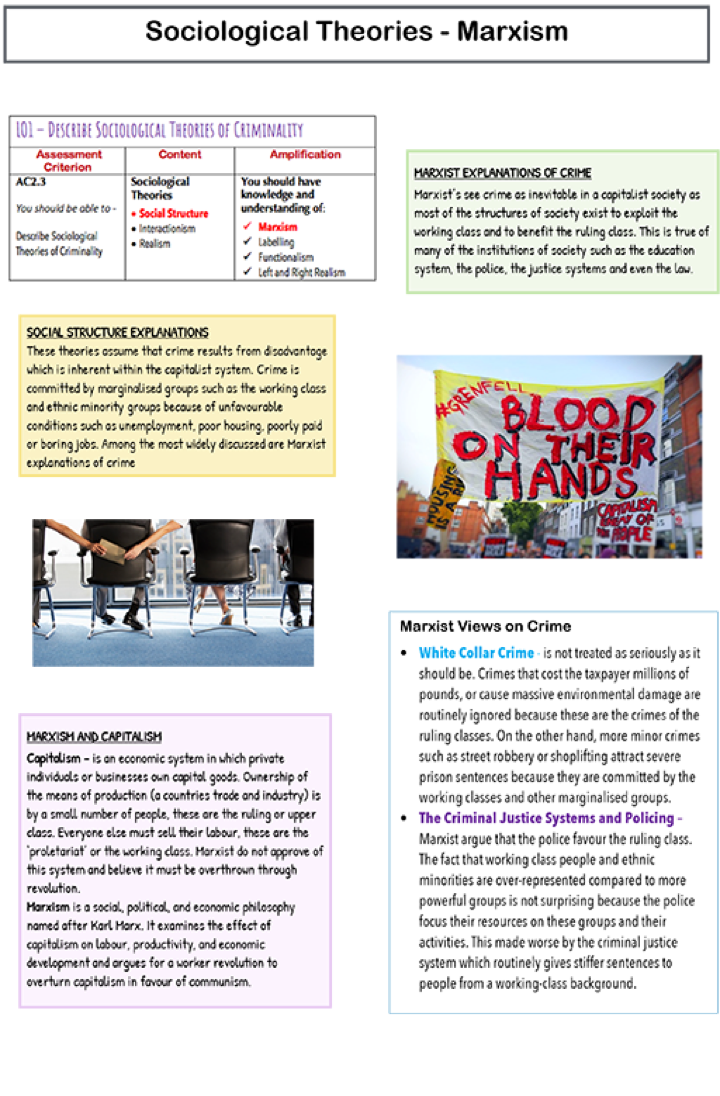 Sociological Theories - Marxism
LO1 – Describe Sociological Theories of Criminality
Assessment
Criterion
Content
Amplification
AC2.3
You should be able to -
Describe Sociological
Theories of Criminality
Sociological
Theories
• Social Structure
• Interactionism
• Realism
You should have
knowledge and
understanding of:
✓ Marxism
✓ Labelling
✓ Functionalism
✓ Left and Right Realism
MARXIST EXPLANATIONS OF CRIME
Marxist's see crime as inevitable in a capitalist society as
most of the structures of society exist to exploit the
working class and to benefit the ruling class. This is true of
many of the institutions of society such as the education
system, the police, the justice systems and even the law.
SOCIAL STRUCTURE EXPLANATIONS
These theories assume that crime results from disadvantage
which is inherent within the capitalist system. Crime is
committed by marginalised groups such as the working class
and ethnic minority groups because of unfavourable
conditions such as unemployment, poor housing, poorly paid
or boring jobs. Among the most widely discussed are Marxist
explanations of crime
#GRENFELL
BLOOD
ON THEIR
HANDS
HOUSING
IS A
CAPITALISM
ENEMY OF
THE PEOPLE
MARXISM AND CAPITALISM
Capitalism – is an economic system in which private
individuals or businesses own capital goods. Ownership of
the means of production (a countries trade and industry) is
by a small number of people, these are the ruling or upper
class. Everyone else must sell their labour, these are the
'proletariat' or the working class. Marxist do not approve of
this system and believe it must be overthrown through
revolution.
Marxism is a social, political, and economic philosophy
named after Karl Marx. It examines the effect of
capitalism on labour, productivity, and economic
development and argues for a worker revolution to
overturn capitalism in favour of communism.
Marxist Views on Crime
• White Collar Crime - is not treated as seriously as it
should be. Crimes that cost the taxpayer millions of
pounds, or cause massive environmental damage are
routinely ignored because these are the crimes of the
ruling classes. On the other hand, more minor crimes
such as street robbery or shoplifting attract severe
prison sentences because they are committed by the
working classes and other marginalised groups.
• The Criminal Justice Systems and Policing –
Marxist argue that the police favour the ruling class.
The fact that working class people and ethnic
minorities are over-represented compared to more
powerful groups is not surprising because the police
focus their resources on these groups and their
activities. This made worse by the criminal justice
system which routinely gives stiffer sentences to
people from a working-class background.